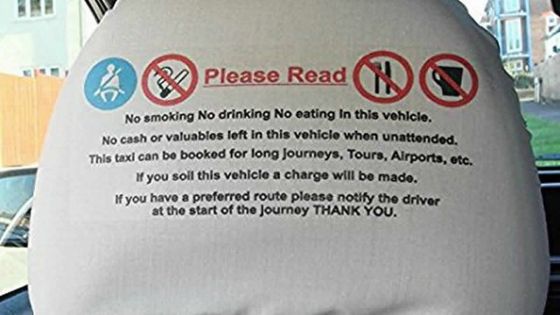 Please Read
No smoking No drinking No eating in this vehicle.
No cash or valuables left in this vehicle when unattended.
This taxi can be booked for long journeys, Tours, Airports, etc.
If you soil this vehicle a charge will be made.
If you have a preferred route please notify the driver
at the start of the journey THANK YOU.